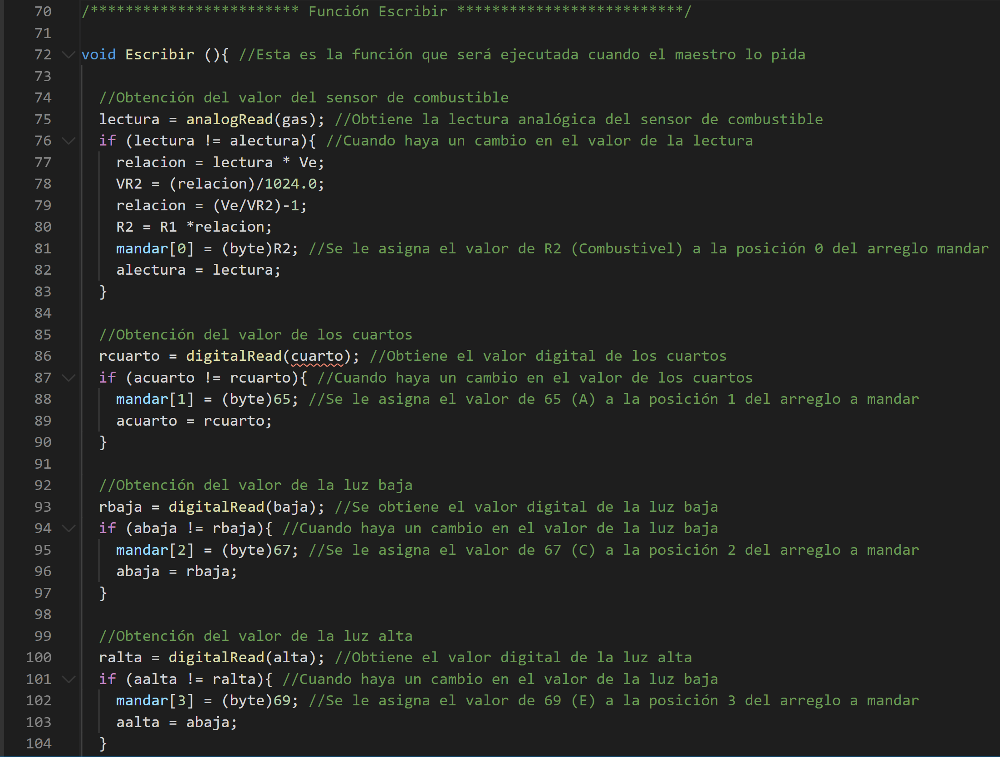 70 /************************ Función Escribir **************************/
71
72 void Escribir (){ //Esta es la función que será ejecutada cuando el maestro lo pida
73
74 //Obtención del valor del sensor de combustible
75 lectura = analogRead(gas); //Obtiene la lectura analógica del sensor de combustible
76 if (lectura != alectura){ //Cuando haya un cambio en el valor de la lectura
77 relacion = lectura * Ve;
78 VR2 = (relacion)/1024.0;
79 relacion = (Ve/VR2)-1;
80 R2 = R1 *relacion;
81 mandar[0] = (byte)R2; //Se le asigna el valor de R2 (Combustivel) a la posición 0 del arreglo mandar
82 alectura = lectura;
83 }
84
85 //Obtención del valor de los cuartos
86 rcuarto = digitalRead(cuarto); //Obtiene el valor digital de los cuartos
87 if (acuarto != rcuarto){ //Cuando haya un cambio en el valor de los cuartos
88 mandar[1] = (byte)65; //Se le asigna el valor de 65 (A) a la posición 1 del arreglo a mandar
89 acuarto = rcuarto;
90 }
91
92 //Obtención del valor de la luz baja
93 rbaja = digitalRead(baja); //Se obtiene el valor digital de la luz baja
94 if (abaja != rbaja){ //Cuando haya un cambio en el valor de la luz baja
95 mandar[2] = (byte)67; //Se le asigna el valor de 67 (C) a la posición 2 del arreglo a mandar
96 abaja = rbaja;
97 }
98
99 //Obtención del valor de la luz alta
100 ralta = digitalRead(alta); //Obtiene el valor digital de la luz alta
101 if (aalta != ralta){ //Cuando haya un cambio en el valor de la luz baja
102 mandar[3] = (byte)69; //Se le asigna el valor de 69 (E) a la posición 3 del arreglo a mandar
103 aalta = abaja;
104 }